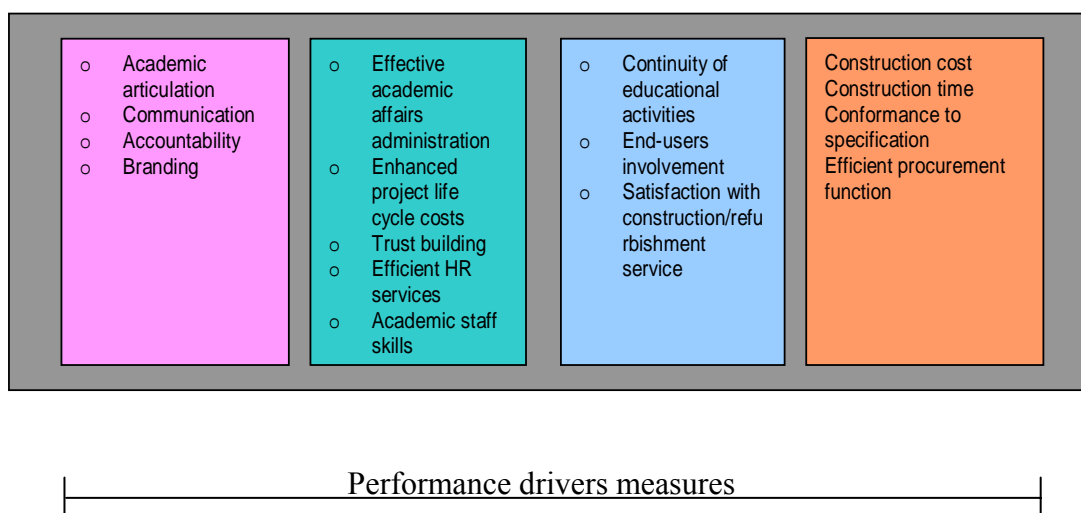 o Academic
articulation
o Communication
o Accountability
o Branding
o Effective
academic
affairs
administration
o Enhanced
project life
cycle costs
o Trust building
o Efficient HR
services
o Academic staff
skills
o Continuity of
educational
activities
o End-users
involvement
o Satisfaction with
construction/refu
rbishment
service
Construction cost
Construction time
Conformance to
specification
Efficient procurement
function
Performance drivers measures